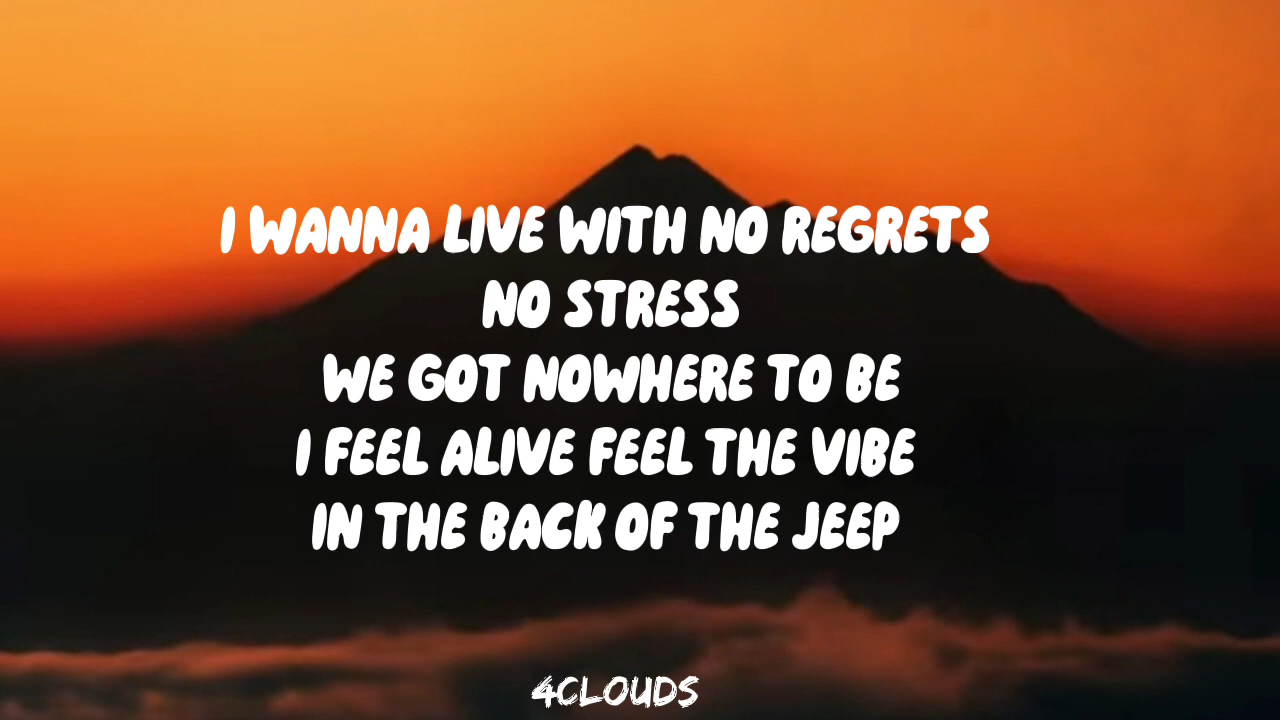 I WANNA LIVE WITH NO REGRETS
NO STRESS
WE GOT NOWHERE TO BE
I FEEL ALIVE FEEL THE VIBE
IN THE BACK OF THE JEEP
4CLOUDS